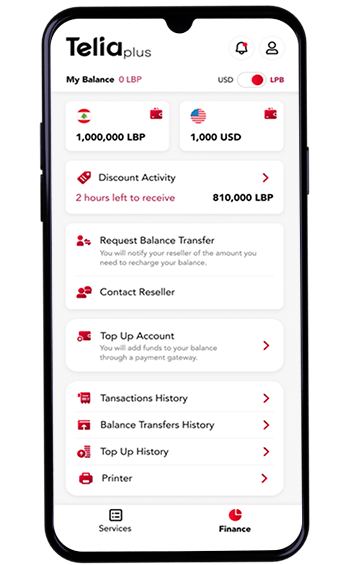 Telia plus
My Balance 0 LBP USD LPB
1,000,000 LBP 1,000 USD
Discount Activity
2 hours left to receive 810,000 LBP
Request Balance Transfer
You will notify your reseller of the amount you
need to recharge your balance.
Contact Reseller
Top Up Account
You will add funds to your balance
through a payment gateway.
Tansactions History
Balance Transfers History
Top Up History
Printer
Services Finance